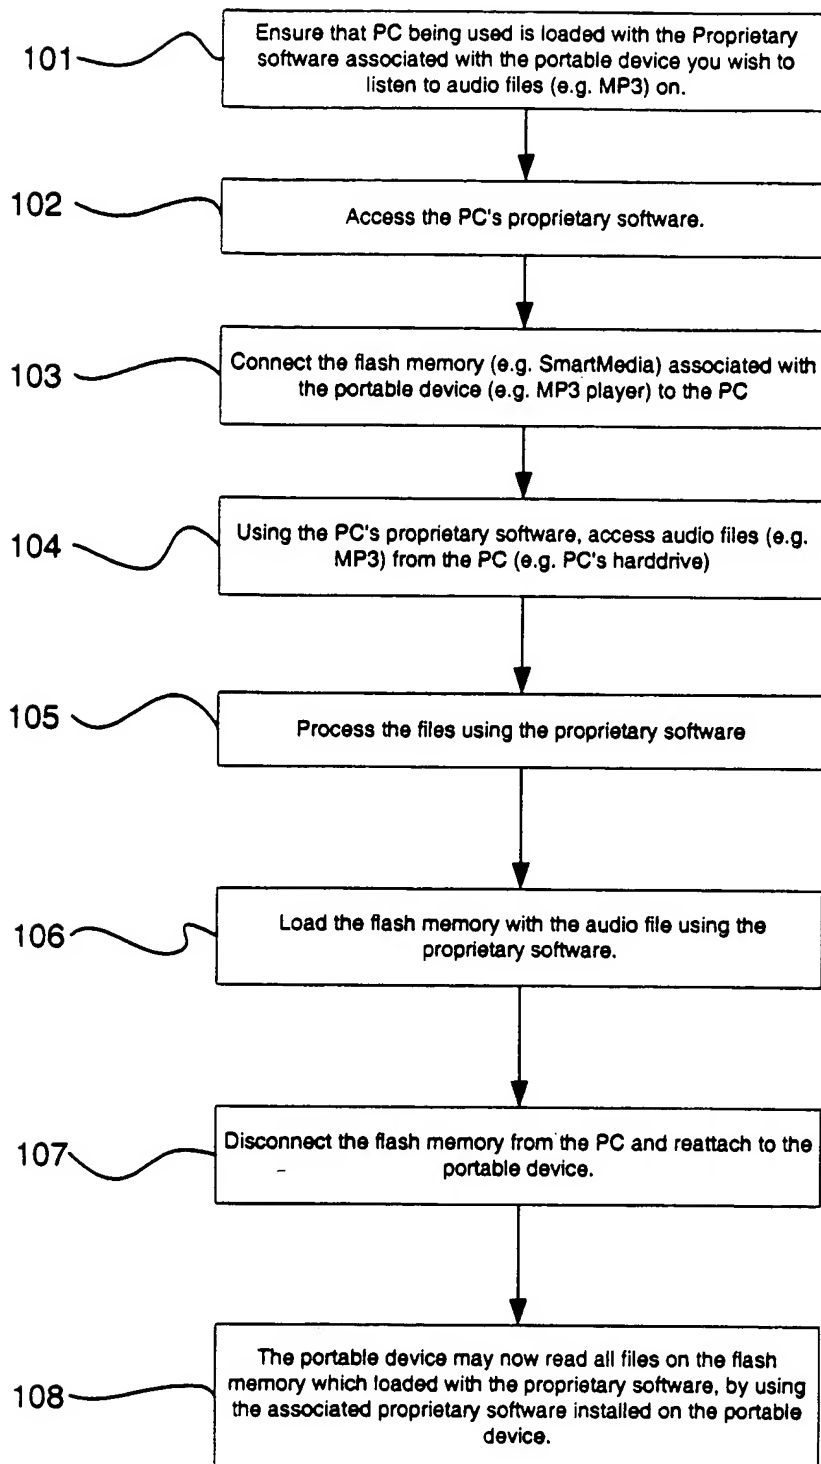 101
Ensure that PC being used is loaded with the Proprietary
software associated with the portable device you wish to
listen to audio files (e.g. MP3) on.
102
Access the PC's proprietary software.
103
Connect the flash memory (e.g. SmartMedia) associated with
the portable device (e.g. MP3 player) to the PC
104
Using the PC's proprietary software, access audio files (e.g.
MP3) from the PC (e.g. PC's harddrive)
105
Process the files using the proprietary software
106
Load the flash memory with the audio file using the
proprietary software.
107
Disconnect the flash memory from the PC and reattach to the
portable device.
108
The portable device may now read all files on the flash
memory which loaded with the proprietary software, by using
the associated proprietary software installed on the portable
device.